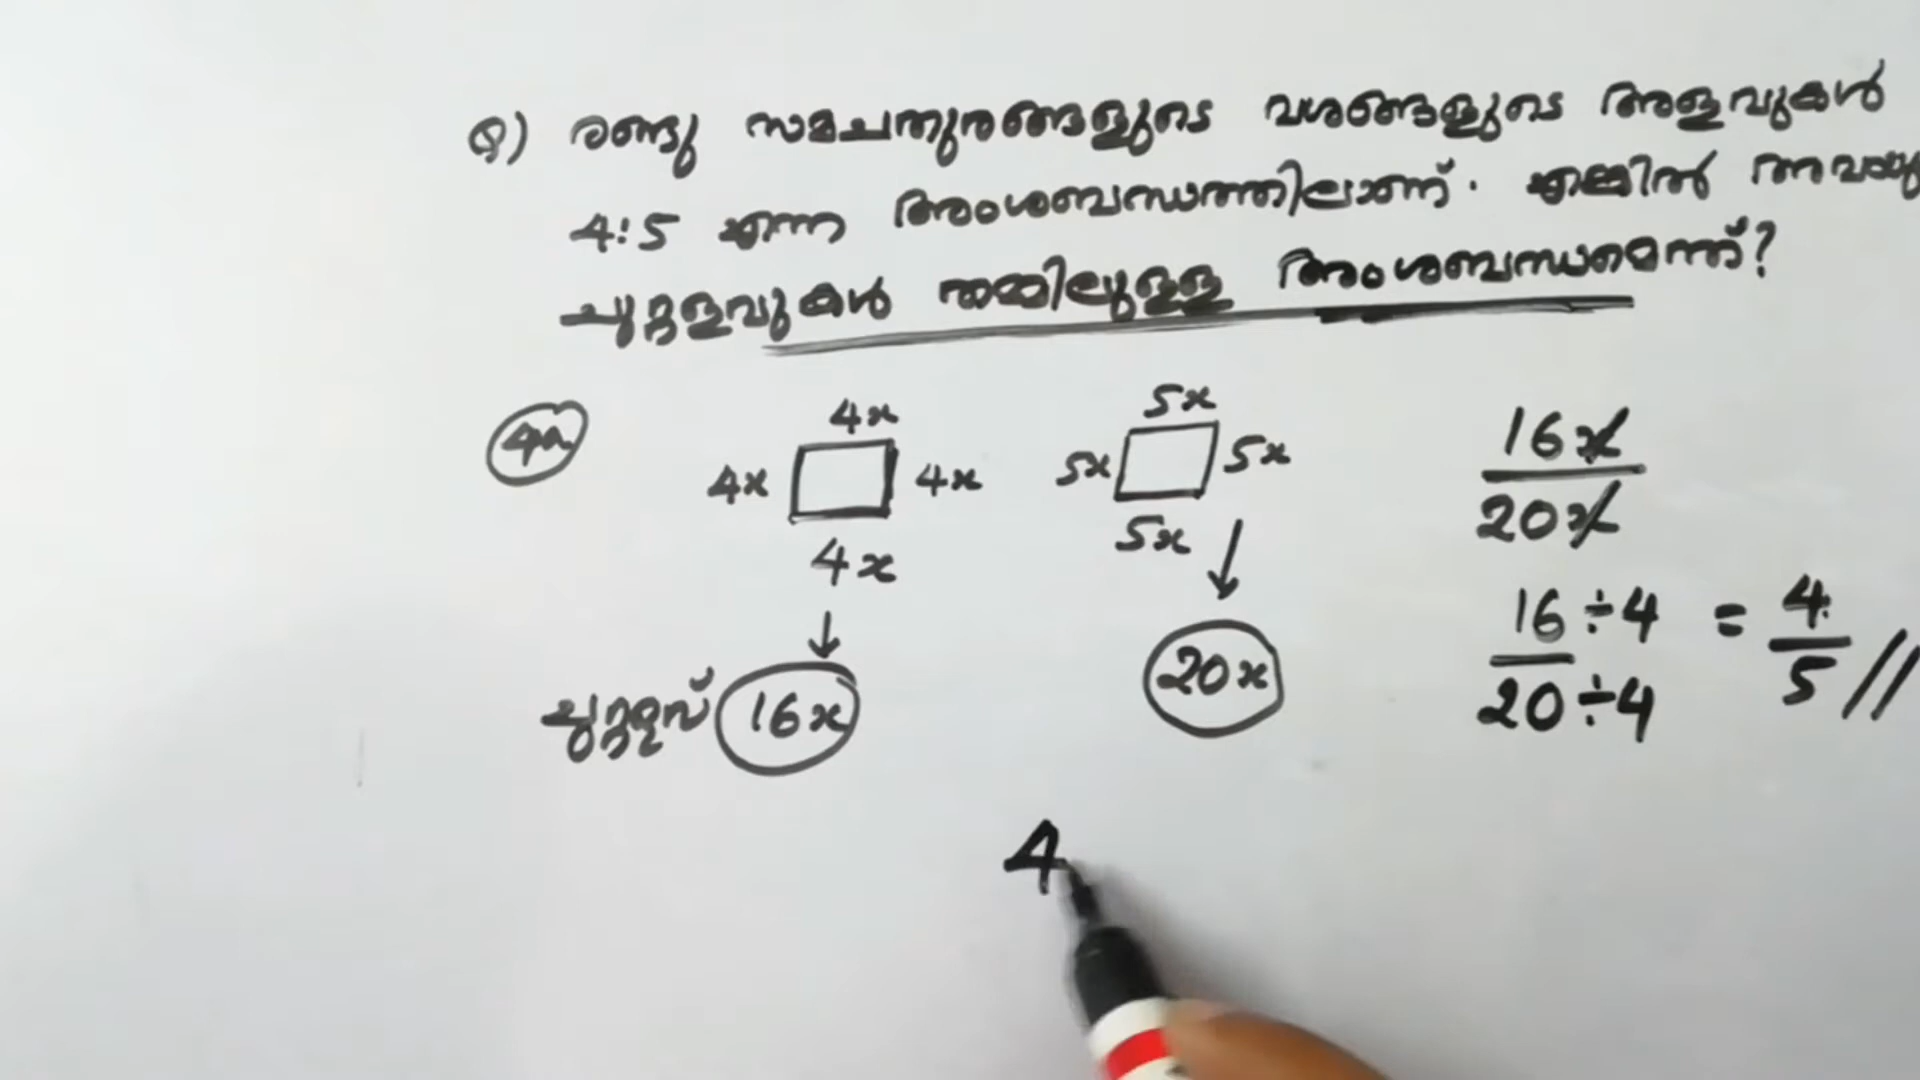 Q) രണ്ടു സമചതുരങ്ങളുടെ വശങ്ങളുടെ അളവുകൾ
4:5 എന്ന അംശബന്ധത്തിലാണ്. എങ്കിൽ
ചുറ്റളവുകൾ തമ്മിലുള്ള അംശബന്ധമെന്ത്?
4a
4x
4x 4x
4x
5x
5x 5x
5x
ചുറ്റളവ് 16x
20x
16x
20x
16 ÷ 4 = 4
20 ÷ 4 5 //
4